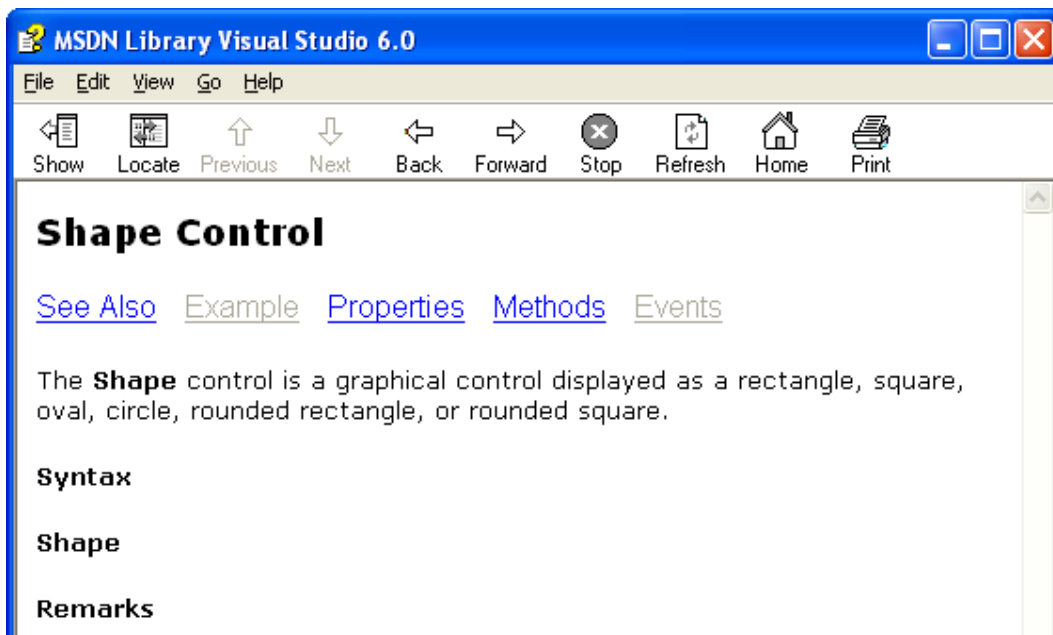 MSDN Library Visual Studio 6.0
File Edit View Go Help
Show Locate Previous Next Back Forward Stop Refresh Home Print
Shape Control
See Also Example Properties Methods Events
The Shape control is a graphical control displayed as a rectangle, square,
oval, circle, rounded rectangle, or rounded square.
Syntax
Shape
Remarks